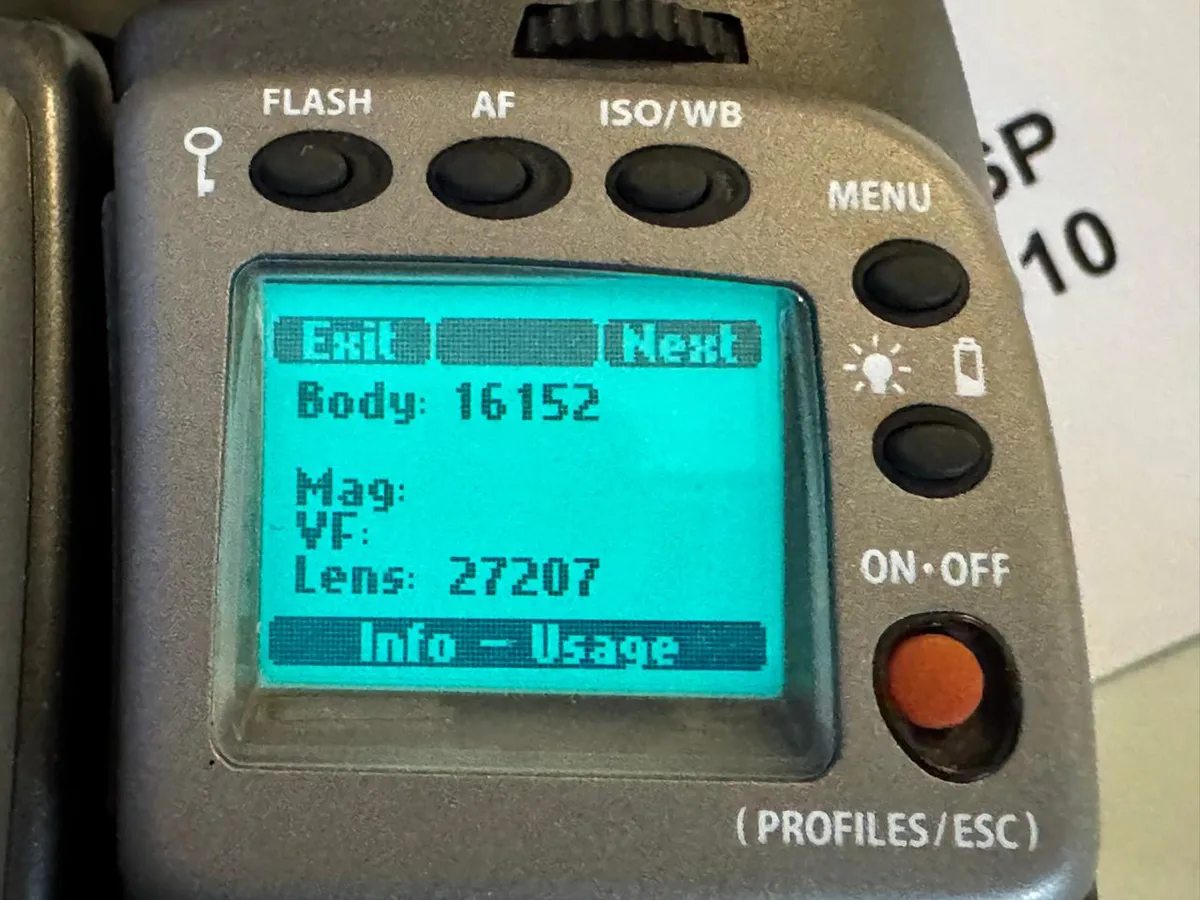 FLASH AF ISO/WB
MENU
Exit Next
Body: 16152
Mag:
VF:
Lens: 27207
Info - Usage
ON•OFF
(PROFILES/ESC)
10